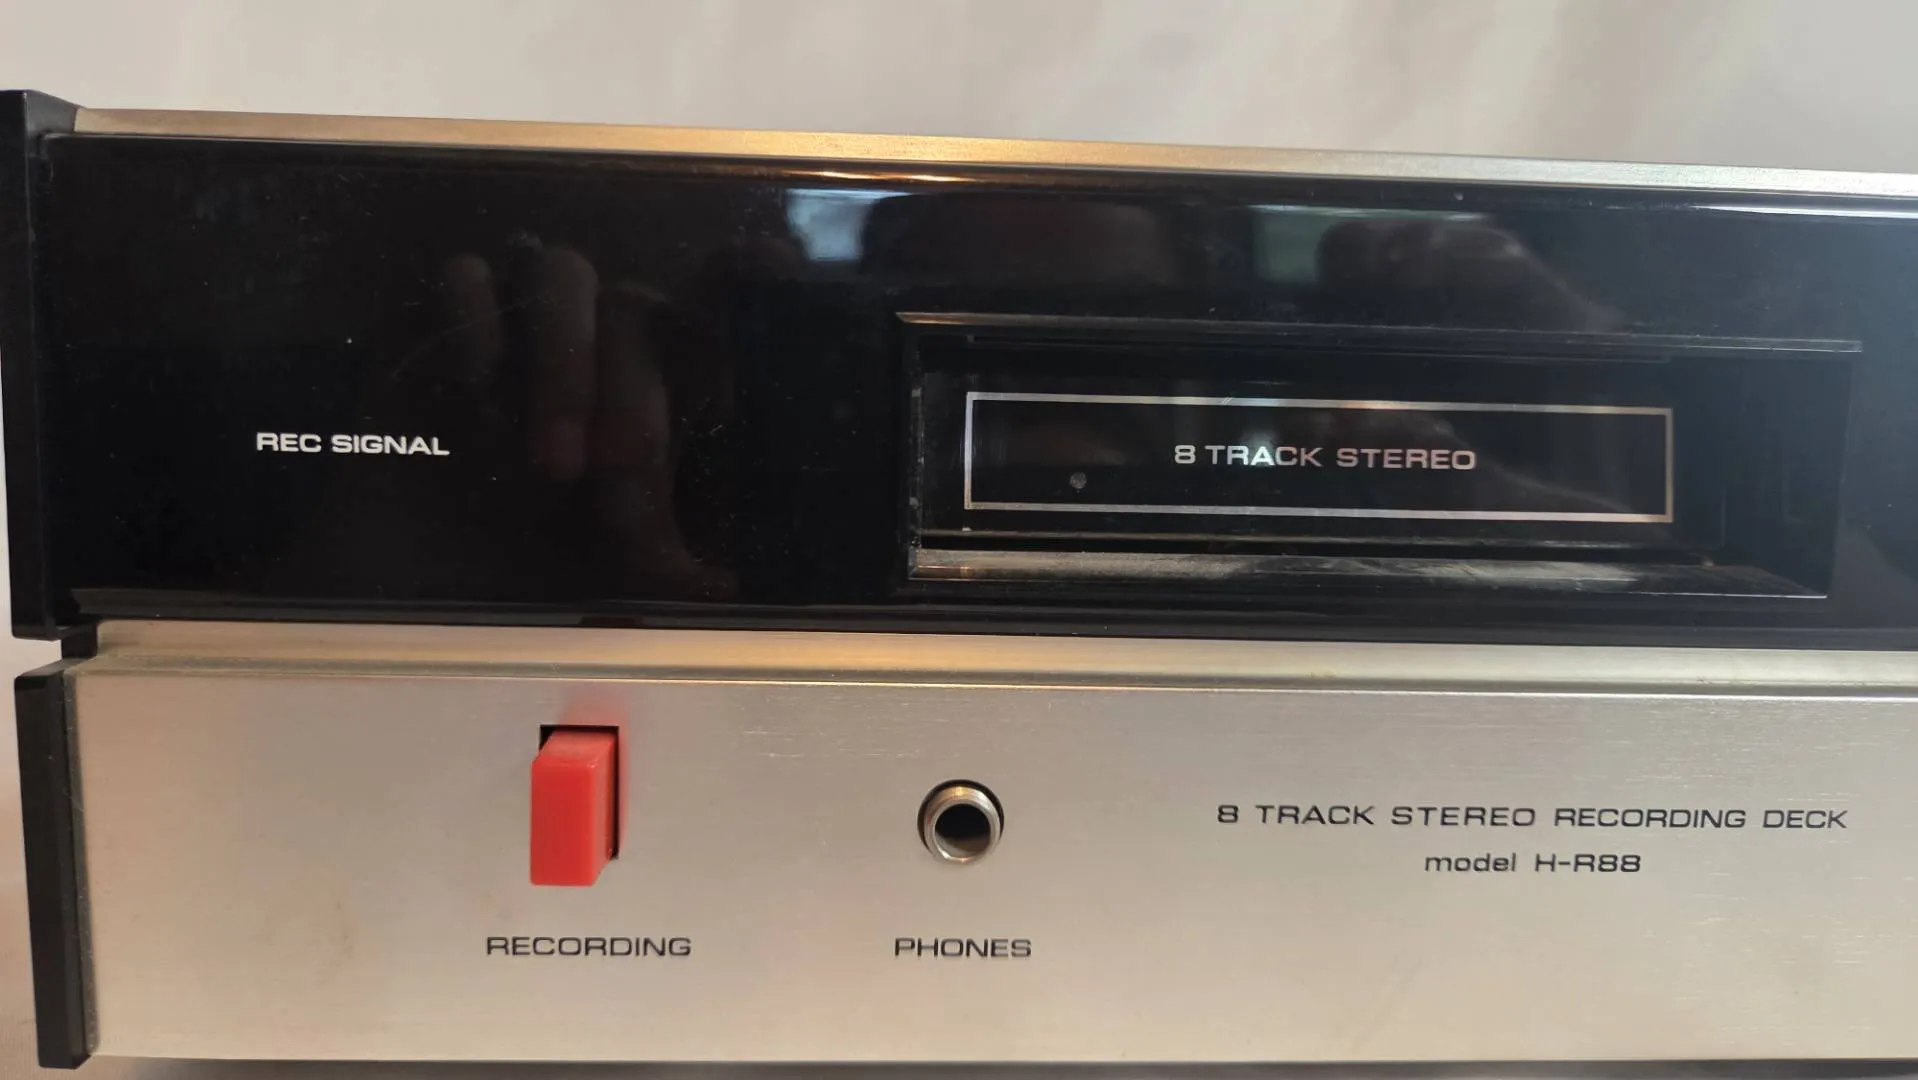 REC SIGNAL
8 TRACK STEREO
8 TRACK STEREO RECORDING DECK
model H-R88
RECORDING
PHONES